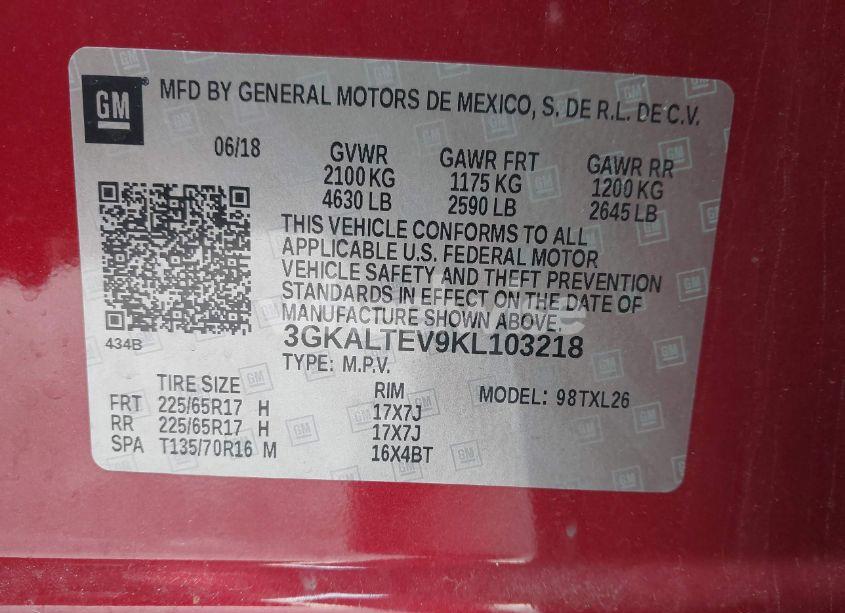 GM
MFD BY GENERAL MOTORS DE MEXICO, S. DE R.L. DE C.V.
06/18 GVWR GAWR FRT GAWR RR
2100 KG 1175 KG 1200 KG
4630 LB 2590 LB 2645 LB
THIS VEHICLE CONFORMS TO ALL
APPLICABLE U.S. FEDERAL MOTOR
VEHICLE SAFETY AND THEFT PREVENTION
STANDARDS IN EFFECT ON THE DATE OF
MANUFACTURE SHOWN ABOVE.
434B
3GKALTEV9KL103218
TYPE: M.P.V.
TIRE SIZE RIM MODEL: 98TXL26
FRT 225/65R17 H 17X7J
RR 225/65R17 H 17X7J
SPA T135/70R16 M 16X4BT